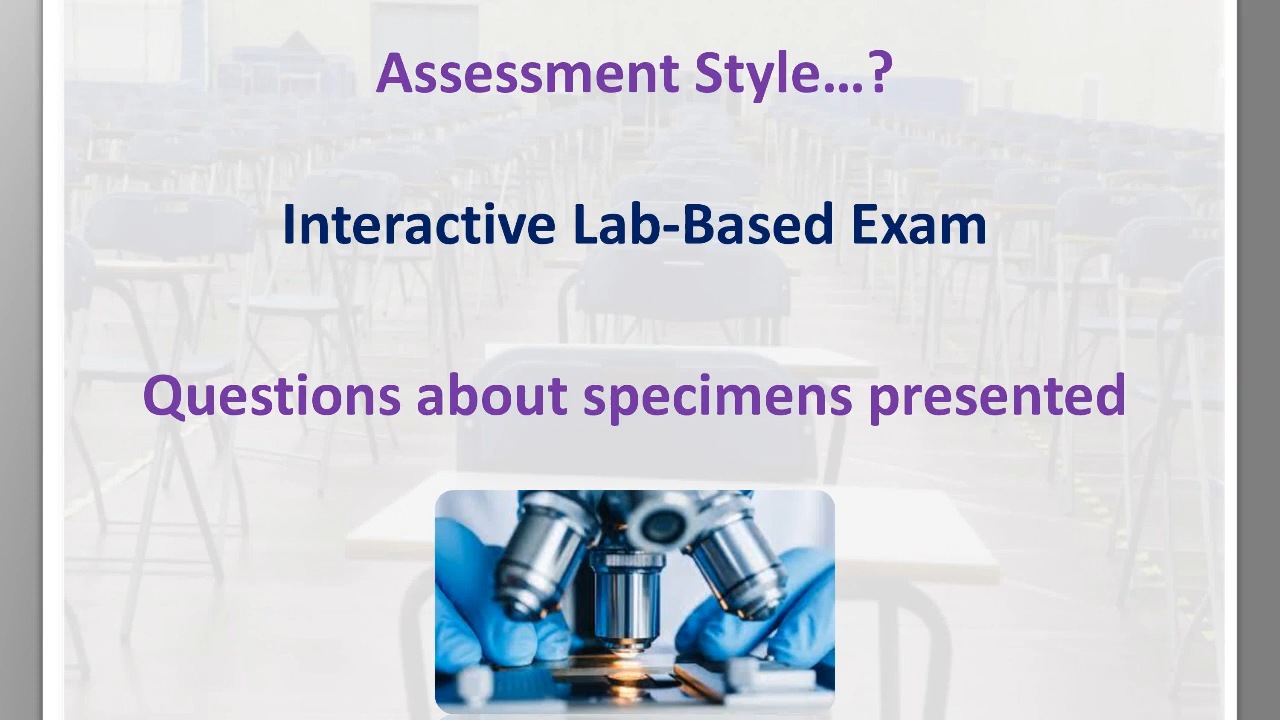 Assessment Style...?
Interactive Lab-Based Exam
Questions about specimens presented